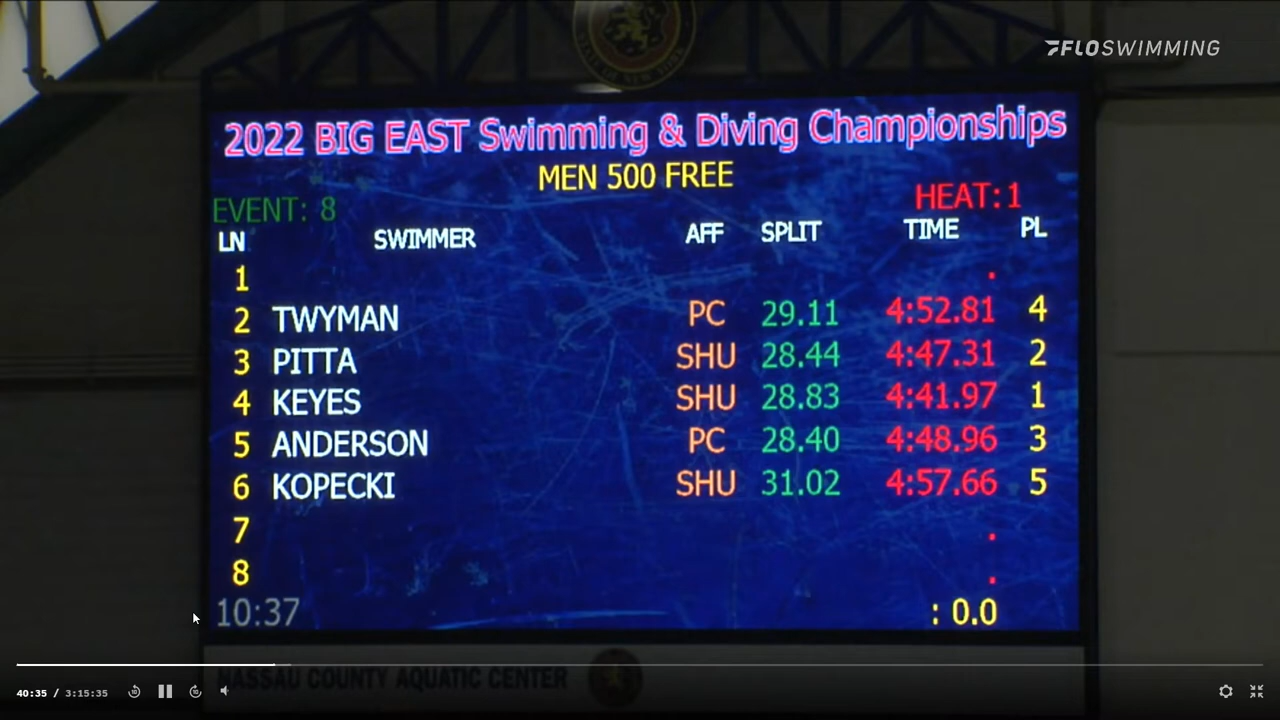 FLOSWIMMING
2022 BIG EAST Swimming & Diving Championships
MEN 500 FREE
EVENT: 8 HEAT:1
LN SWIMMER AFF SPLIT TIME PL
1 .
2 TWYMAN PC 29.11 4:52.81 4
3 PITTA SHU 28.44 4:47.31 2
4 KEYES SHU 28.83 4:41.97 1
5 ANDERSON PC 28.40 4:48.96 3
6 KOPECKI SHU 31.02 4:57.66 5
7 .
8 .
10:37 : 0.0
NASSAU COUNTY AQUATIC CENTER
40:35 / 3:15:35
10 10